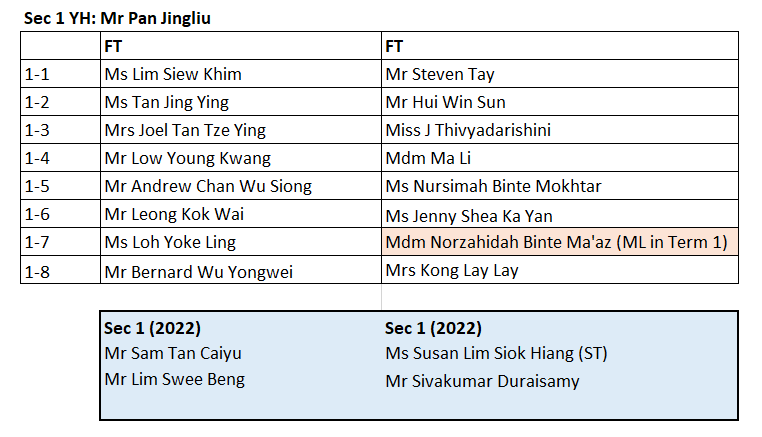 Sec 1 YH: Mr Pan Jingliu
FT FT
1-1 Ms Lim Siew Khim Mr Steven Tay
1-2 Ms Tan Jing Ying Mr Hui Win Sun
1-3 Mrs Joel Tan Tze Ying Miss J Thivyadarishini
1-4 Mr Low Young Kwang Mdm Ma Li
1-5 Mr Andrew Chan Wu Siong Ms Nursimah Binte Mokhtar
1-6 Mr Leong Kok Wai Ms Jenny Shea Ka Yan
1-7 Ms Loh Yoke Ling Mdm Norzahidah Binte Ma'az (ML in Term 1)
1-8 Mr Bernard Wu Yongwei Mrs Kong Lay Lay
Sec 1 (2022) Sec 1 (2022)
Mr Sam Tan Caiyu Ms Susan Lim Siok Hiang (ST)
Mr Lim Swee Beng Mr Sivakumar Duraisamy